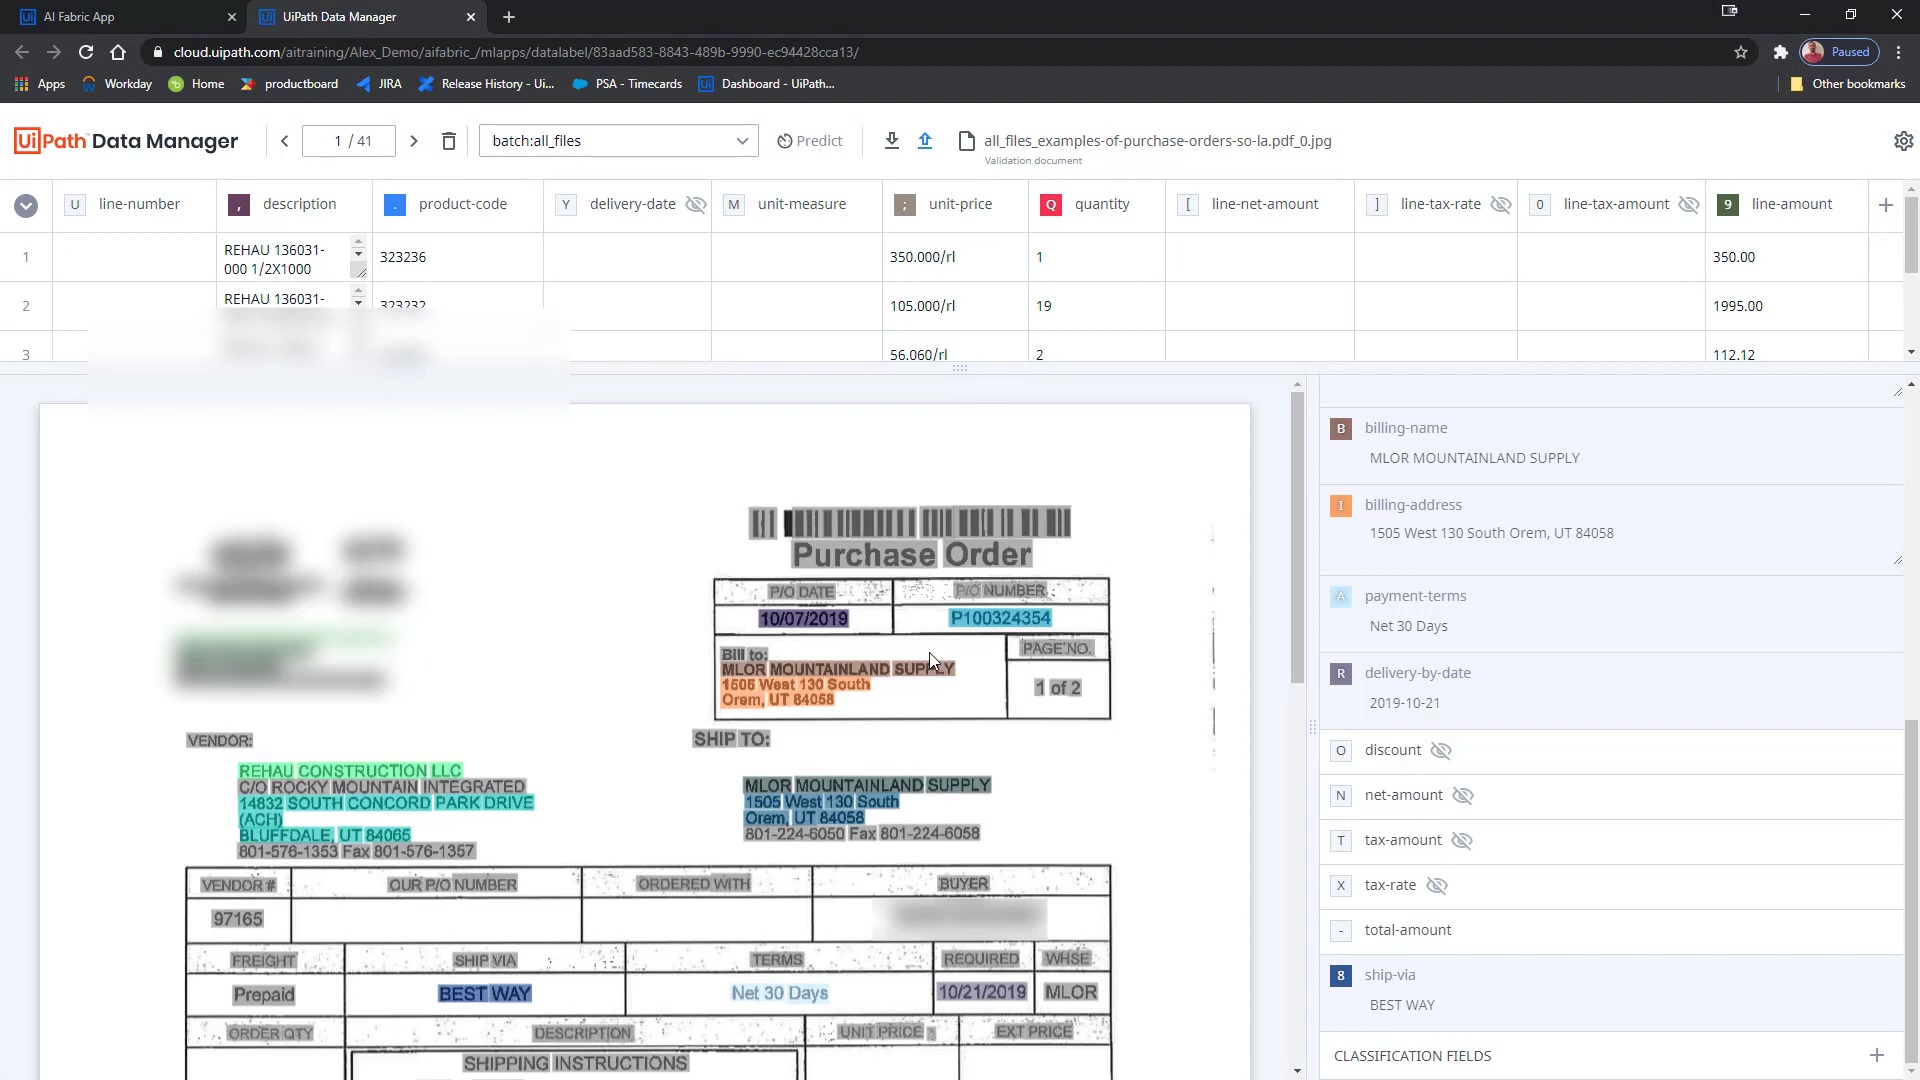 AI Fabric App
UiPath Data Manager
cloud.uipath.com/aitraining/Alex_Demo/aifabric_/mlapps/datalabel/83aad583-8843-489b-9990-ec94428cca13/
Paused
Apps
Workday
Home
productboard
JIRA
Release History - Ui...
PSA - Timecards
Dashboard - UiPath...
Other bookmarks
UiPath Data Manager
1 / 41
batch:all_files
Predict
all_files_examples-of-purchase-orders-so-la.pdf_0.jpg
Validation document
U line-number , description . product-code Y delivery-date M unit-measure ; unit-price Q quantity [ line-net-amount ] line-tax-rate 0 line-tax-amount 9 line-amount
1 REHAU 136031-000 1/2X1000 323236 350.000/rl 1 350.00
2 REHAU 136031- 323232 105.000/rl 19 1995.00
3 56.060/rl 2 112.12
Purchase Order
P/O DATE P/O NUMBER
10/07/2019 P100324354
Bill to: PAGE NO.
MLOR MOUNTAINLAND SUPPLY
1505 West 130 South
Orem, UT 84058
1 of 2
VENDOR: SHIP TO:
REHAU CONSTRUCTION LLC
C/O ROCKY MOUNTAIN INTEGRATED
14832 SOUTH CONCORD PARK DRIVE
(ACH)
BLUFFDALE, UT 84065
801-576-1353 Fax 801-576-1357
MLOR MOUNTAINLAND SUPPLY
1505 West 130 South
Orem, UT 84058
801-224-6050 Fax 801-224-6058
VENDOR # OUR P/O NUMBER ORDERED WITH BUYER
97165
FREIGHT SHIP VIA TERMS REQUIRED WHSE
Prepaid BEST WAY Net 30 Days 10/21/2019 MLOR
ORDER QTY DESCRIPTION UNIT PRICE EXT PRICE
SHIPPING INSTRUCTIONS
B billing-name
MLOR MOUNTAINLAND SUPPLY
I billing-address
1505 West 130 South Orem, UT 84058
A payment-terms
Net 30 Days
R delivery-by-date
2019-10-21
O discount
N net-amount
T tax-amount
X tax-rate
- total-amount
8 ship-via
BEST WAY
CLASSIFICATION FIELDS